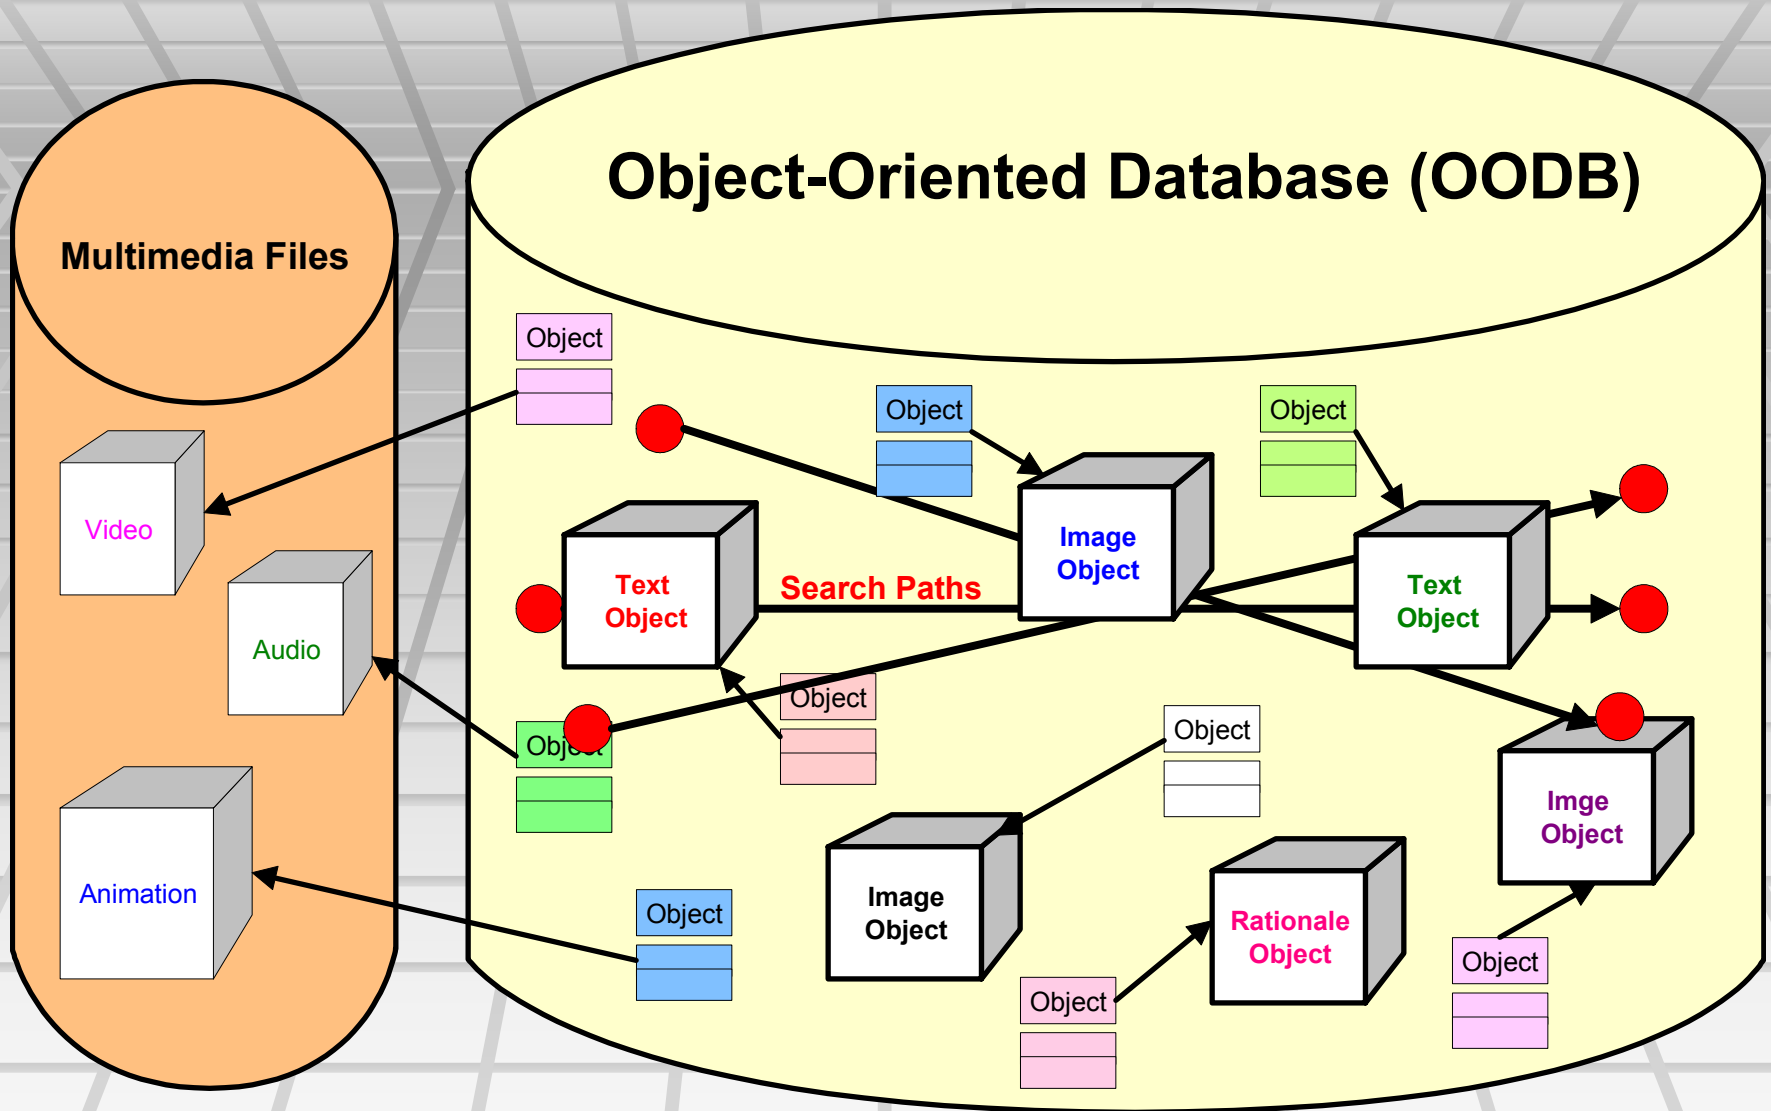 Object-Oriented Database (OODB)
Multimedia Files
Object
Object
Object
Video
Image
Object
Text
Object
Search Paths
Text
Object
Audio
Object
Object
Object
Imge
Object
Animation
Object
Image
Object
Rationale
Object
Object
Object